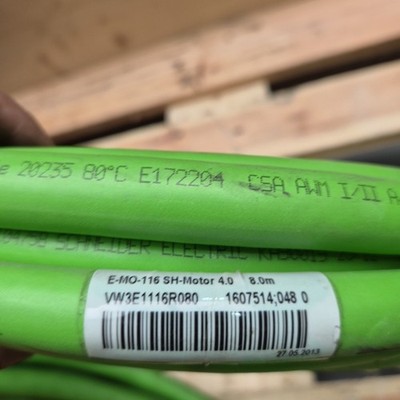 e 20235 80°C E172204 CSA AWM I/II A
SCHNEIDER ELECTRIC
E-MO-116 SH-Motor 4.0 8.0m
VW3E1116R080 1607514;048 0
27.05.2013